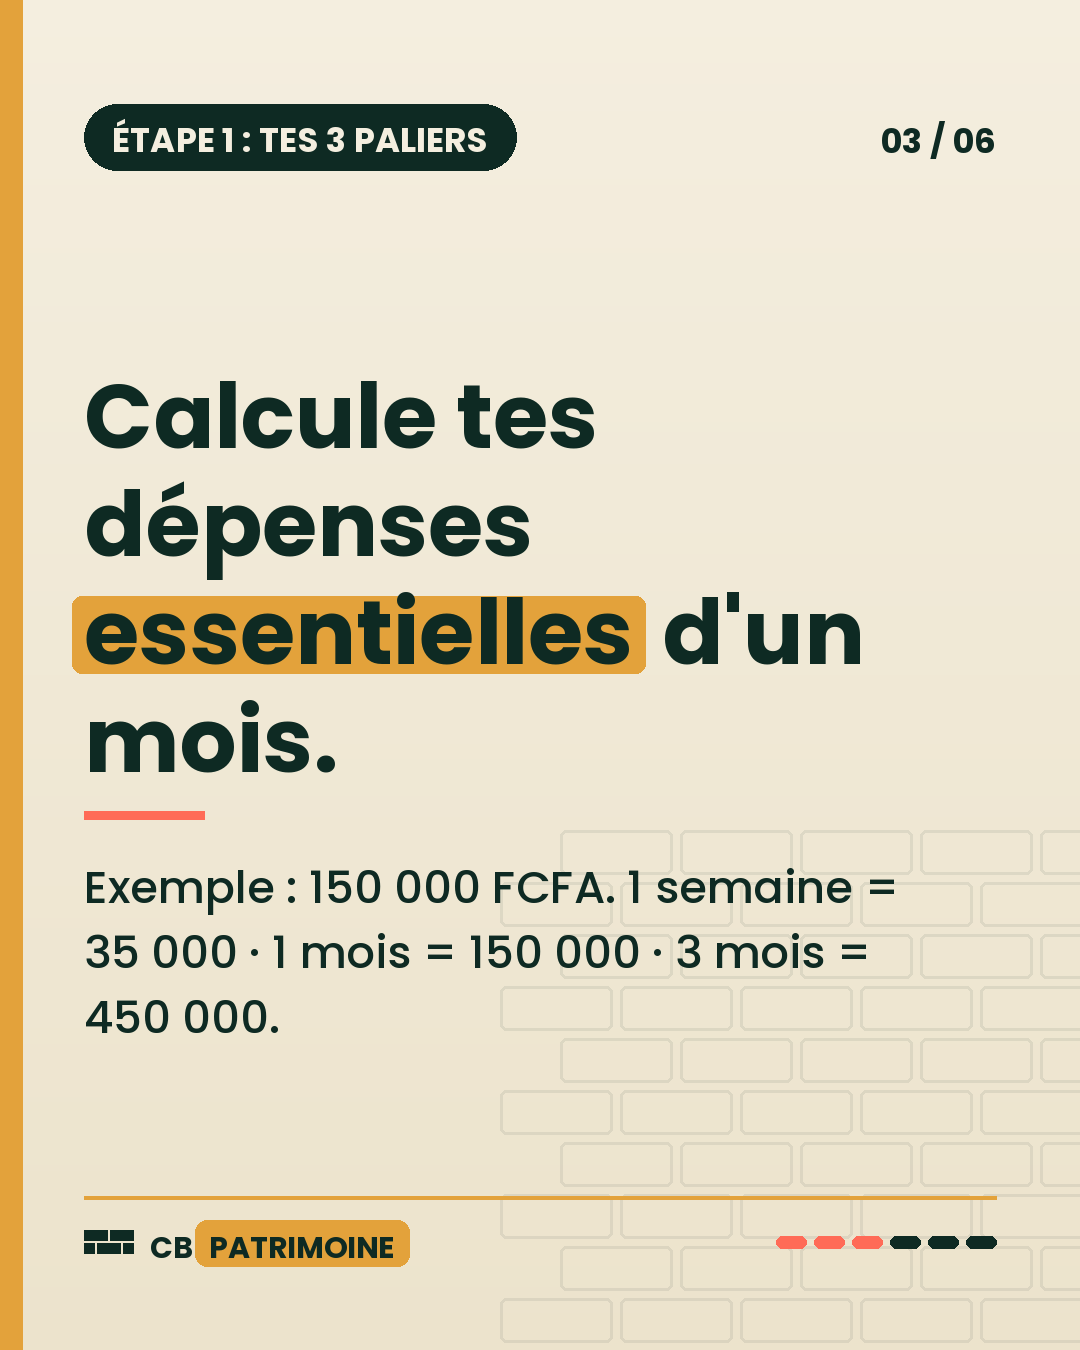 ÉTAPE 1 : TES 3 PALIERS
03 / 06
Calcule tes
dépenses
essentielles d'un
mois.
Exemple : 150 000 FCFA. 1 semaine =
35 000 · 1 mois = 150 000 · 3 mois =
450 000.
CB PATRIMOINE